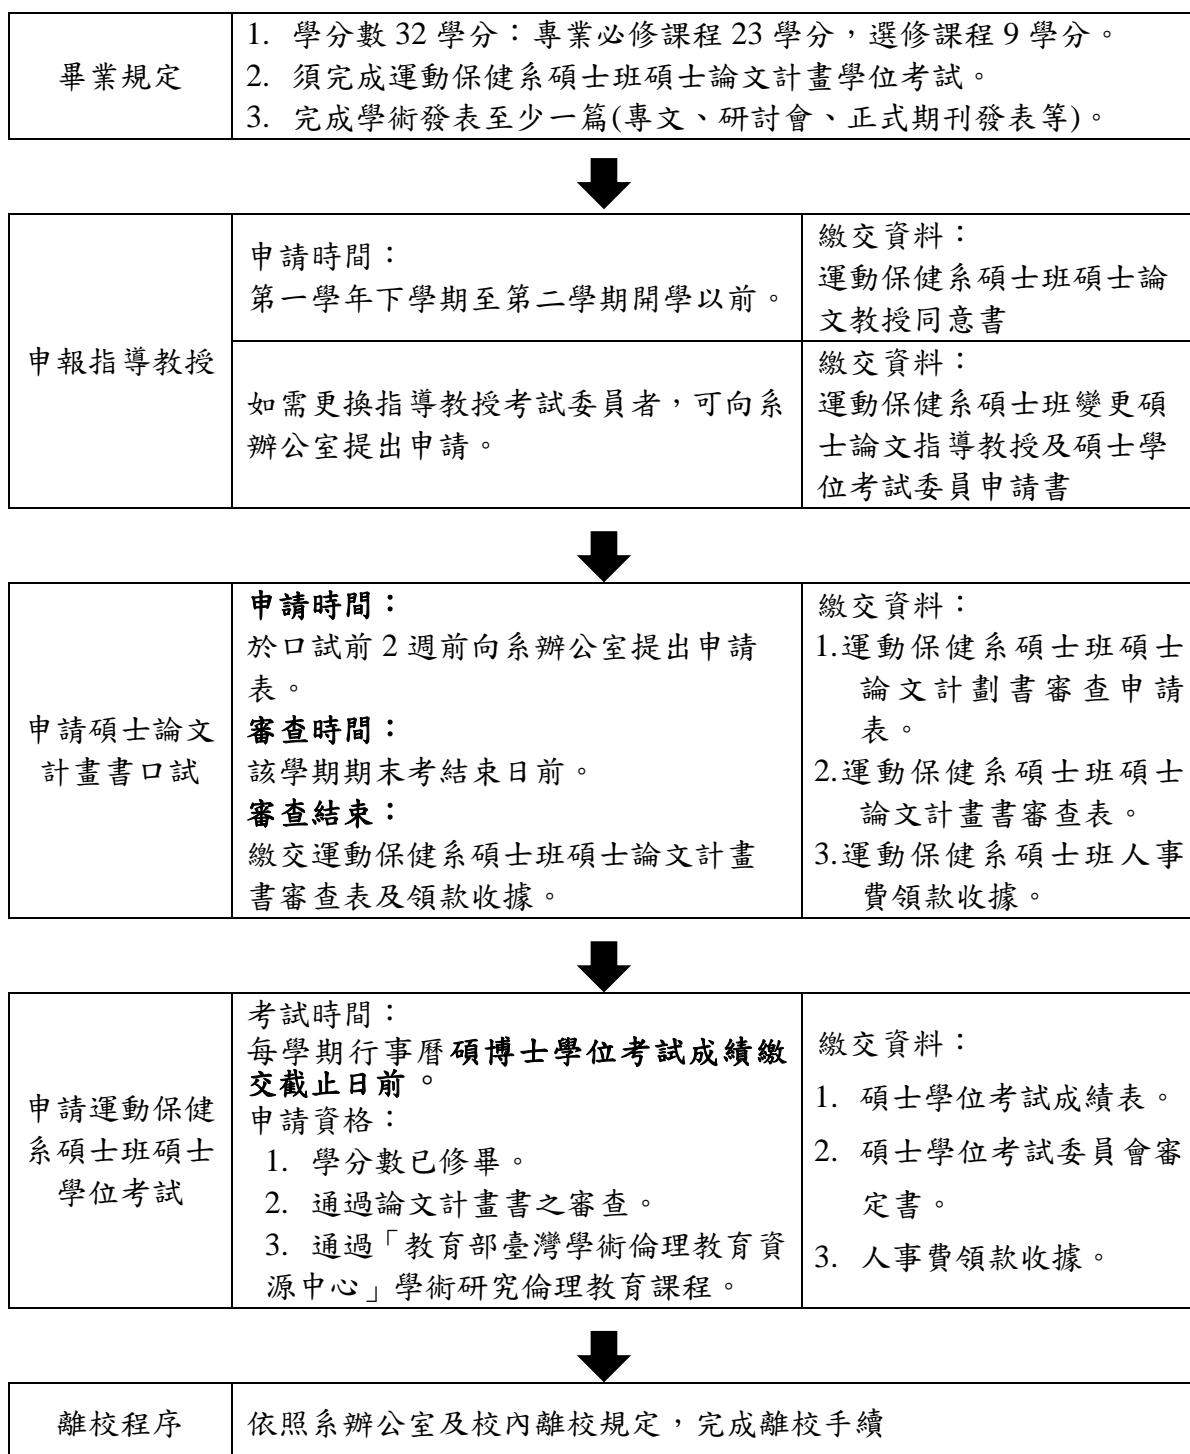 畢業規定
1. 學分數 32 學分：專業必修課程 23 學分，選修課程 9 學分。
2. 須完成運動保健系碩士班碩士論文計畫學位考試。
3. 完成學術發表至少一篇(專文、研討會、正式期刊發表等)。
申報指導教授
申請時間：
第一學年下學期至第二學期開學以前。
繳交資料：
運動保健系碩士班碩士論
文教授同意書
如需更換指導教授考試委員者，可向系
辦公室提出申請。
繳交資料：
運動保健系碩士班變更碩
士論文指導教授及碩士學
位考試委員申請書
申請碩士論文
計畫書口試
申請時間：
於口試前 2 週前向系辦公室提出申請
表。
審查時間：
該學期期末考結束日前。
審查結束：
繳交運動保健系碩士班碩士論文計畫
書審查表及領款收據。
繳交資料：
1.運動保健系碩士班碩士
論文計劃書審查申請
表。
2.運動保健系碩士班碩士
論文計畫書審查表。
3.運動保健系碩士班人事
費領款收據。
申請運動保健
系碩士班碩士
學位考試
考試時間：
每學期行事曆碩博士學位考試成績繳
交截止日前。
申請資格：
1. 學分數已修畢。
2. 通過論文計畫書之審查。
3. 通過「教育部臺灣學術倫理教育資
源中心」學術研究倫理教育課程。
繳交資料：
1. 碩士學位考試成績表。
2. 碩士學位考試委員會審
定書。
3. 人事費領款收據。
離校程序
依照系辦公室及校內離校規定，完成離校手續